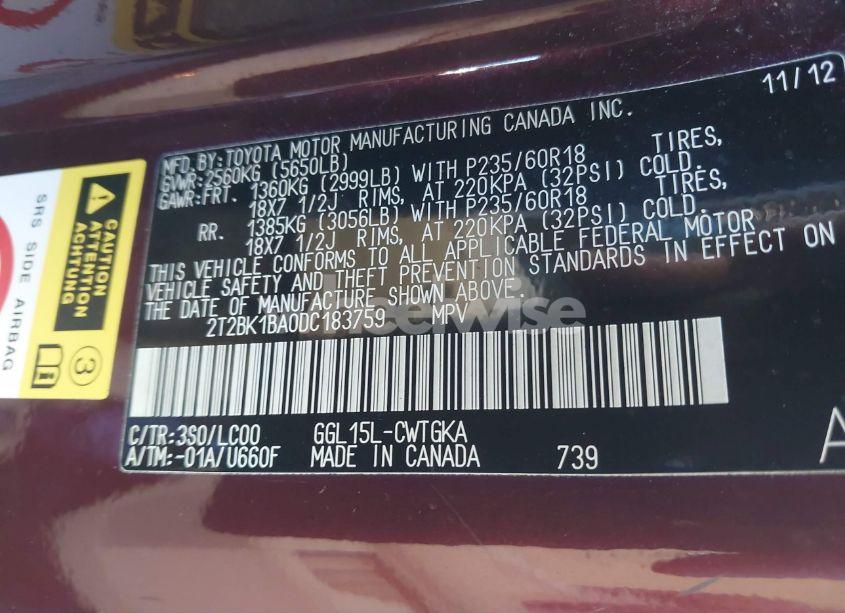 11/12
MFD.BY:TOYOTA MOTOR MANUFACTURING CANADA INC.
GVWR:2560KG (5650LB)
GAWR:FRT. 1360KG (2999LB) WITH P235/60R18 TIRES,
18X7 1/2J RIMS, AT 220KPA (32PSI) COLD.
RR. 1385KG (3056LB) WITH P235/60R18 TIRES,
18X7 1/2J RIMS, AT 220KPA (32PSI) COLD.
THIS VEHICLE CONFORMS TO ALL APPLICABLE FEDERAL MOTOR
VEHICLE SAFETY AND THEFT PREVENTION STANDARDS IN EFFECT ON
THE DATE OF MANUFACTURE SHOWN ABOVE.
2T2BK1BA0DC183759 MPV
C/TR:3S0/LC00 GGL15L-CWTGKA
A/TM:-01A/U660F MADE IN CANADA 739
CAUTION
ATTENTION
ACHTUNG
SRS SIDE AIRBAG
3